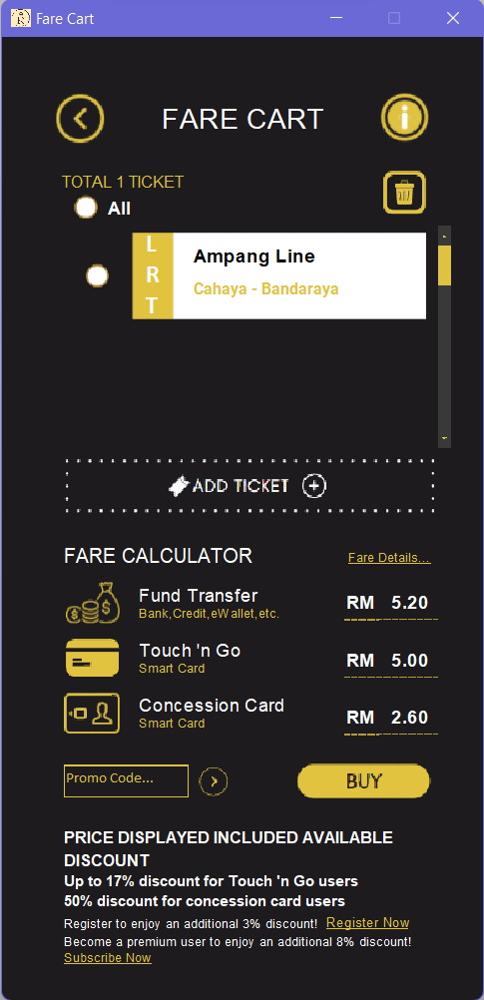 Fare Cart
FARE CART
TOTAL 1 TICKET
All
LRT
Ampang Line
Cahaya - Bandaraya
ADD TICKET
FARE CALCULATOR
Fare Details...
Fund Transfer
Bank,Credit,eWallet,etc.
RM 5.20
Touch 'n Go
Smart Card
RM 5.00
Concession Card
Smart Card
RM 2.60
Promo Code...
BUY
PRICE DISPLAYED INCLUDED AVAILABLE
DISCOUNT
Up to 17% discount for Touch 'n Go users
50% discount for concession card users
Register to enjoy an additional 3% discount! Register Now
Become a premium user to enjoy an additional 8% discount!
Subscribe Now